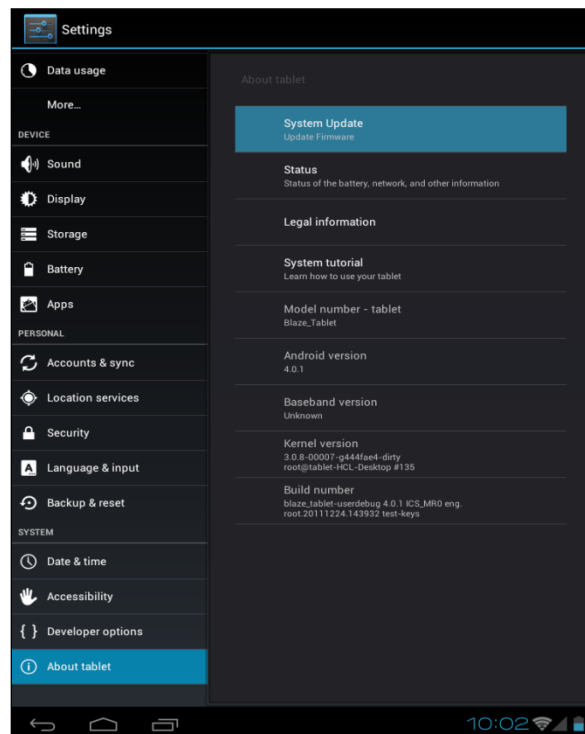 Settings
Data usage
More...
DEVICE
Sound
Display
Storage
Battery
Apps
PERSONAL
Accounts & sync
Location services
Security
A
Language & input
Backup & reset
SYSTEM
Date & time
Accessibility
{ } Developer options
About tablet
About tablet
System Update
Update Firmware
Status
Status of the battery, network, and other information
Legal information
System tutorial
Learn how to use your tablet
Model number - tablet
Blaze_Tablet
Android version
4.0.1
Baseband version
Unknown
Kernel version
3.0.8-00007-g444fae4-dirty
root@tablet-HCL-Desktop #135
Build number
blaze_tablet-userdebug 4.0.1 ICS_MR0 eng.
root.20111224.143932 test-keys
10:02